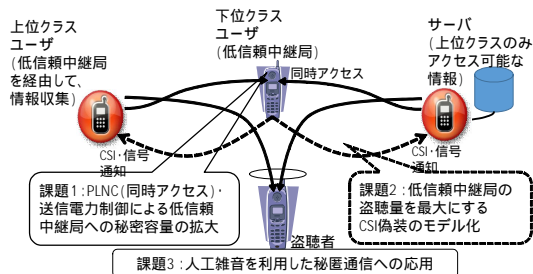 上位クラス
ユーザ
(低信頼中継局
を経由して、
情報収集)
下位クラス
ユーザ
(低信頼中継局)
同時アクセス
サーバ
(上位クラスのみ
アクセス可能な
情報)
CSI・信号
通知
CSI・信号
通知
課題1:PLNC(同時アクセス)・
送信電力制御による低信頼
中継局への秘密容量の拡大
課題2:低信頼中継局の
盗聴量を最大にする
CSI偽装のモデル化
盗聴者
課題3:人工雑音を利用した秘匿通信への応用